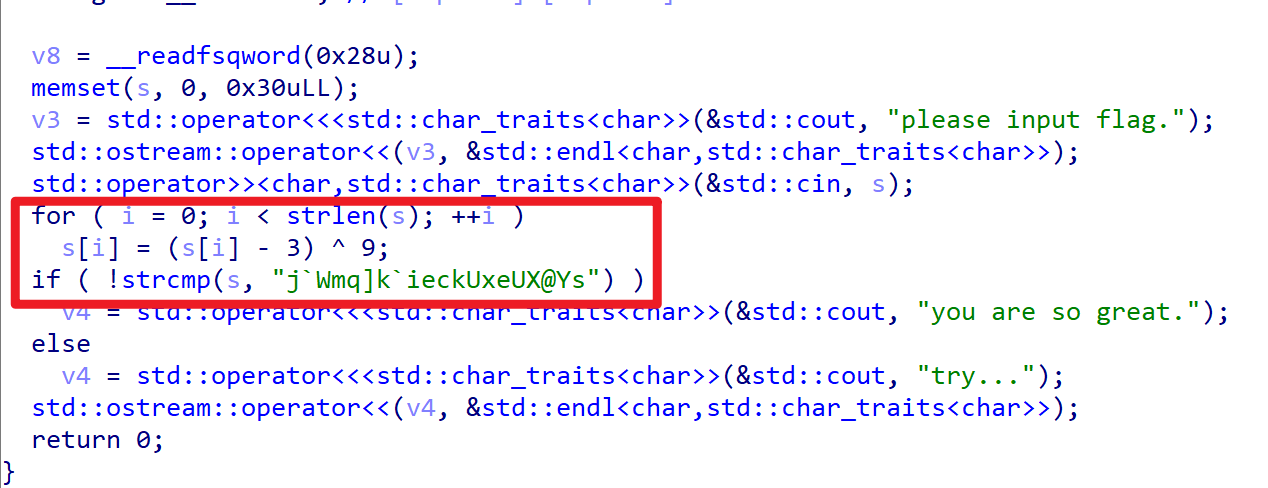 v8 = __readfsqword(0x28u);
memset(s, 0, 0x30uLL);
v3 = std::operator<<<std::char_traits<char>>(&std::cout, "please input flag.");
std::ostream::operator<<(v3, &std::endl<char,std::char_traits<char>>);
std::operator>><char,std::char_traits<char>>(&std::cin, s);
for ( i = 0; i < strlen(s); ++i )
s[i] = (s[i] - 3) ^ 9;
if ( !strcmp(s, "j`Wmq]k`ieckUxeUX@Ys") )
v4 = std::operator<<<std::char_traits<char>>(&std::cout, "you are so great.");
else
v4 = std::operator<<<std::char_traits<char>>(&std::cout, "try...");
std::ostream::operator<<(v4, &std::endl<char,std::char_traits<char>>);
return 0;
}